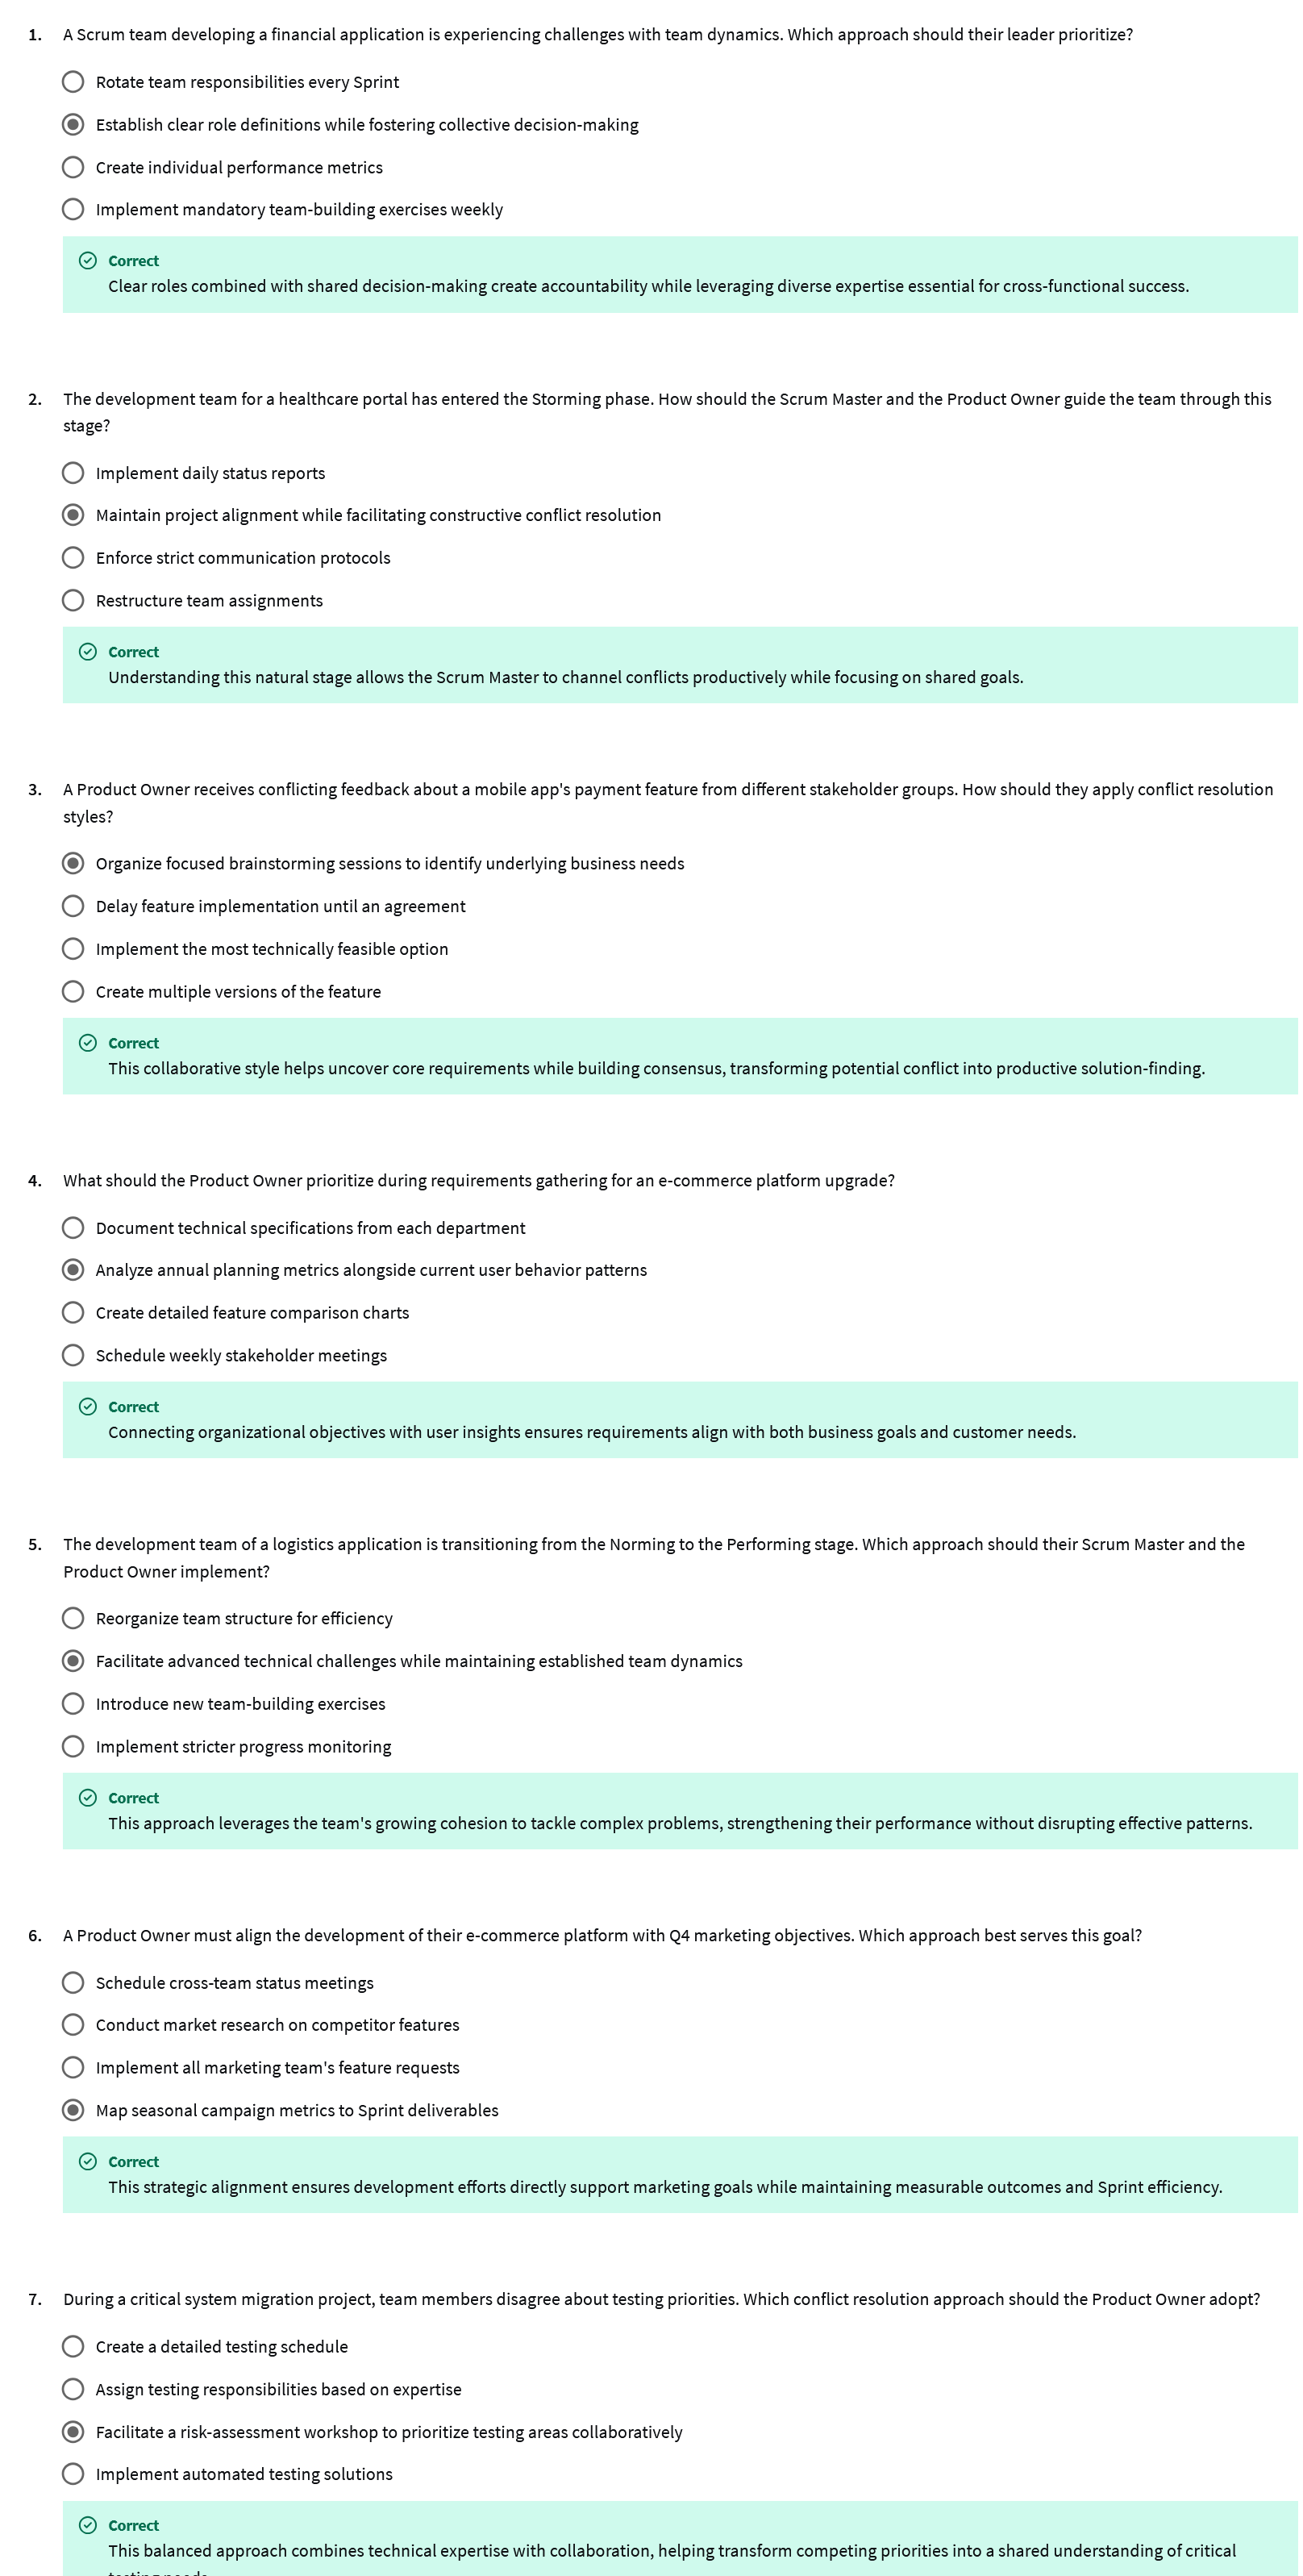 1. A Scrum team developing a financial application is experiencing challenges with team dynamics. Which approach should their leader prioritize?
Rotate team responsibilities every Sprint
Establish clear role definitions while fostering collective decision-making
Create individual performance metrics
Implement mandatory team-building exercises weekly
Correct
Clear roles combined with shared decision-making create accountability while leveraging diverse expertise essential for cross-functional success.
2. The development team for a healthcare portal has entered the Storming phase. How should the Scrum Master and the Product Owner guide the team through this
stage?
Implement daily status reports
Maintain project alignment while facilitating constructive conflict resolution
Enforce strict communication protocols
Restructure team assignments
Correct
Understanding this natural stage allows the Scrum Master to channel conflicts productively while focusing on shared goals.
3. A Product Owner receives conflicting feedback about a mobile app's payment feature from different stakeholder groups. How should they apply conflict resolution
styles?
Organize focused brainstorming sessions to identify underlying business needs
Delay feature implementation until an agreement
Implement the most technically feasible option
Create multiple versions of the feature
Correct
This collaborative style helps uncover core requirements while building consensus, transforming potential conflict into productive solution-finding.
4. What should the Product Owner prioritize during requirements gathering for an e-commerce platform upgrade?
Document technical specifications from each department
Analyze annual planning metrics alongside current user behavior patterns
Create detailed feature comparison charts
Schedule weekly stakeholder meetings
Correct
Connecting organizational objectives with user insights ensures requirements align with both business goals and customer needs.
5. The development team of a logistics application is transitioning from the Norming to the Performing stage. Which approach should their Scrum Master and the
Product Owner implement?
Reorganize team structure for efficiency
Facilitate advanced technical challenges while maintaining established team dynamics
Introduce new team-building exercises
Implement stricter progress monitoring
Correct
This approach leverages the team's growing cohesion to tackle complex problems, strengthening their performance without disrupting effective patterns.
6. A Product Owner must align the development of their e-commerce platform with Q4 marketing objectives. Which approach best serves this goal?
Schedule cross-team status meetings
Conduct market research on competitor features
Implement all marketing team's feature requests
Map seasonal campaign metrics to Sprint deliverables
Correct
This strategic alignment ensures development efforts directly support marketing goals while maintaining measurable outcomes and Sprint efficiency.
7. During a critical system migration project, team members disagree about testing priorities. Which conflict resolution approach should the Product Owner adopt?
Create a detailed testing schedule
Assign testing responsibilities based on expertise
Facilitate a risk-assessment workshop to prioritize testing areas collaboratively
Implement automated testing solutions
Correct
This balanced approach combines technical expertise with collaboration, helping transform competing priorities into a shared understanding of critical